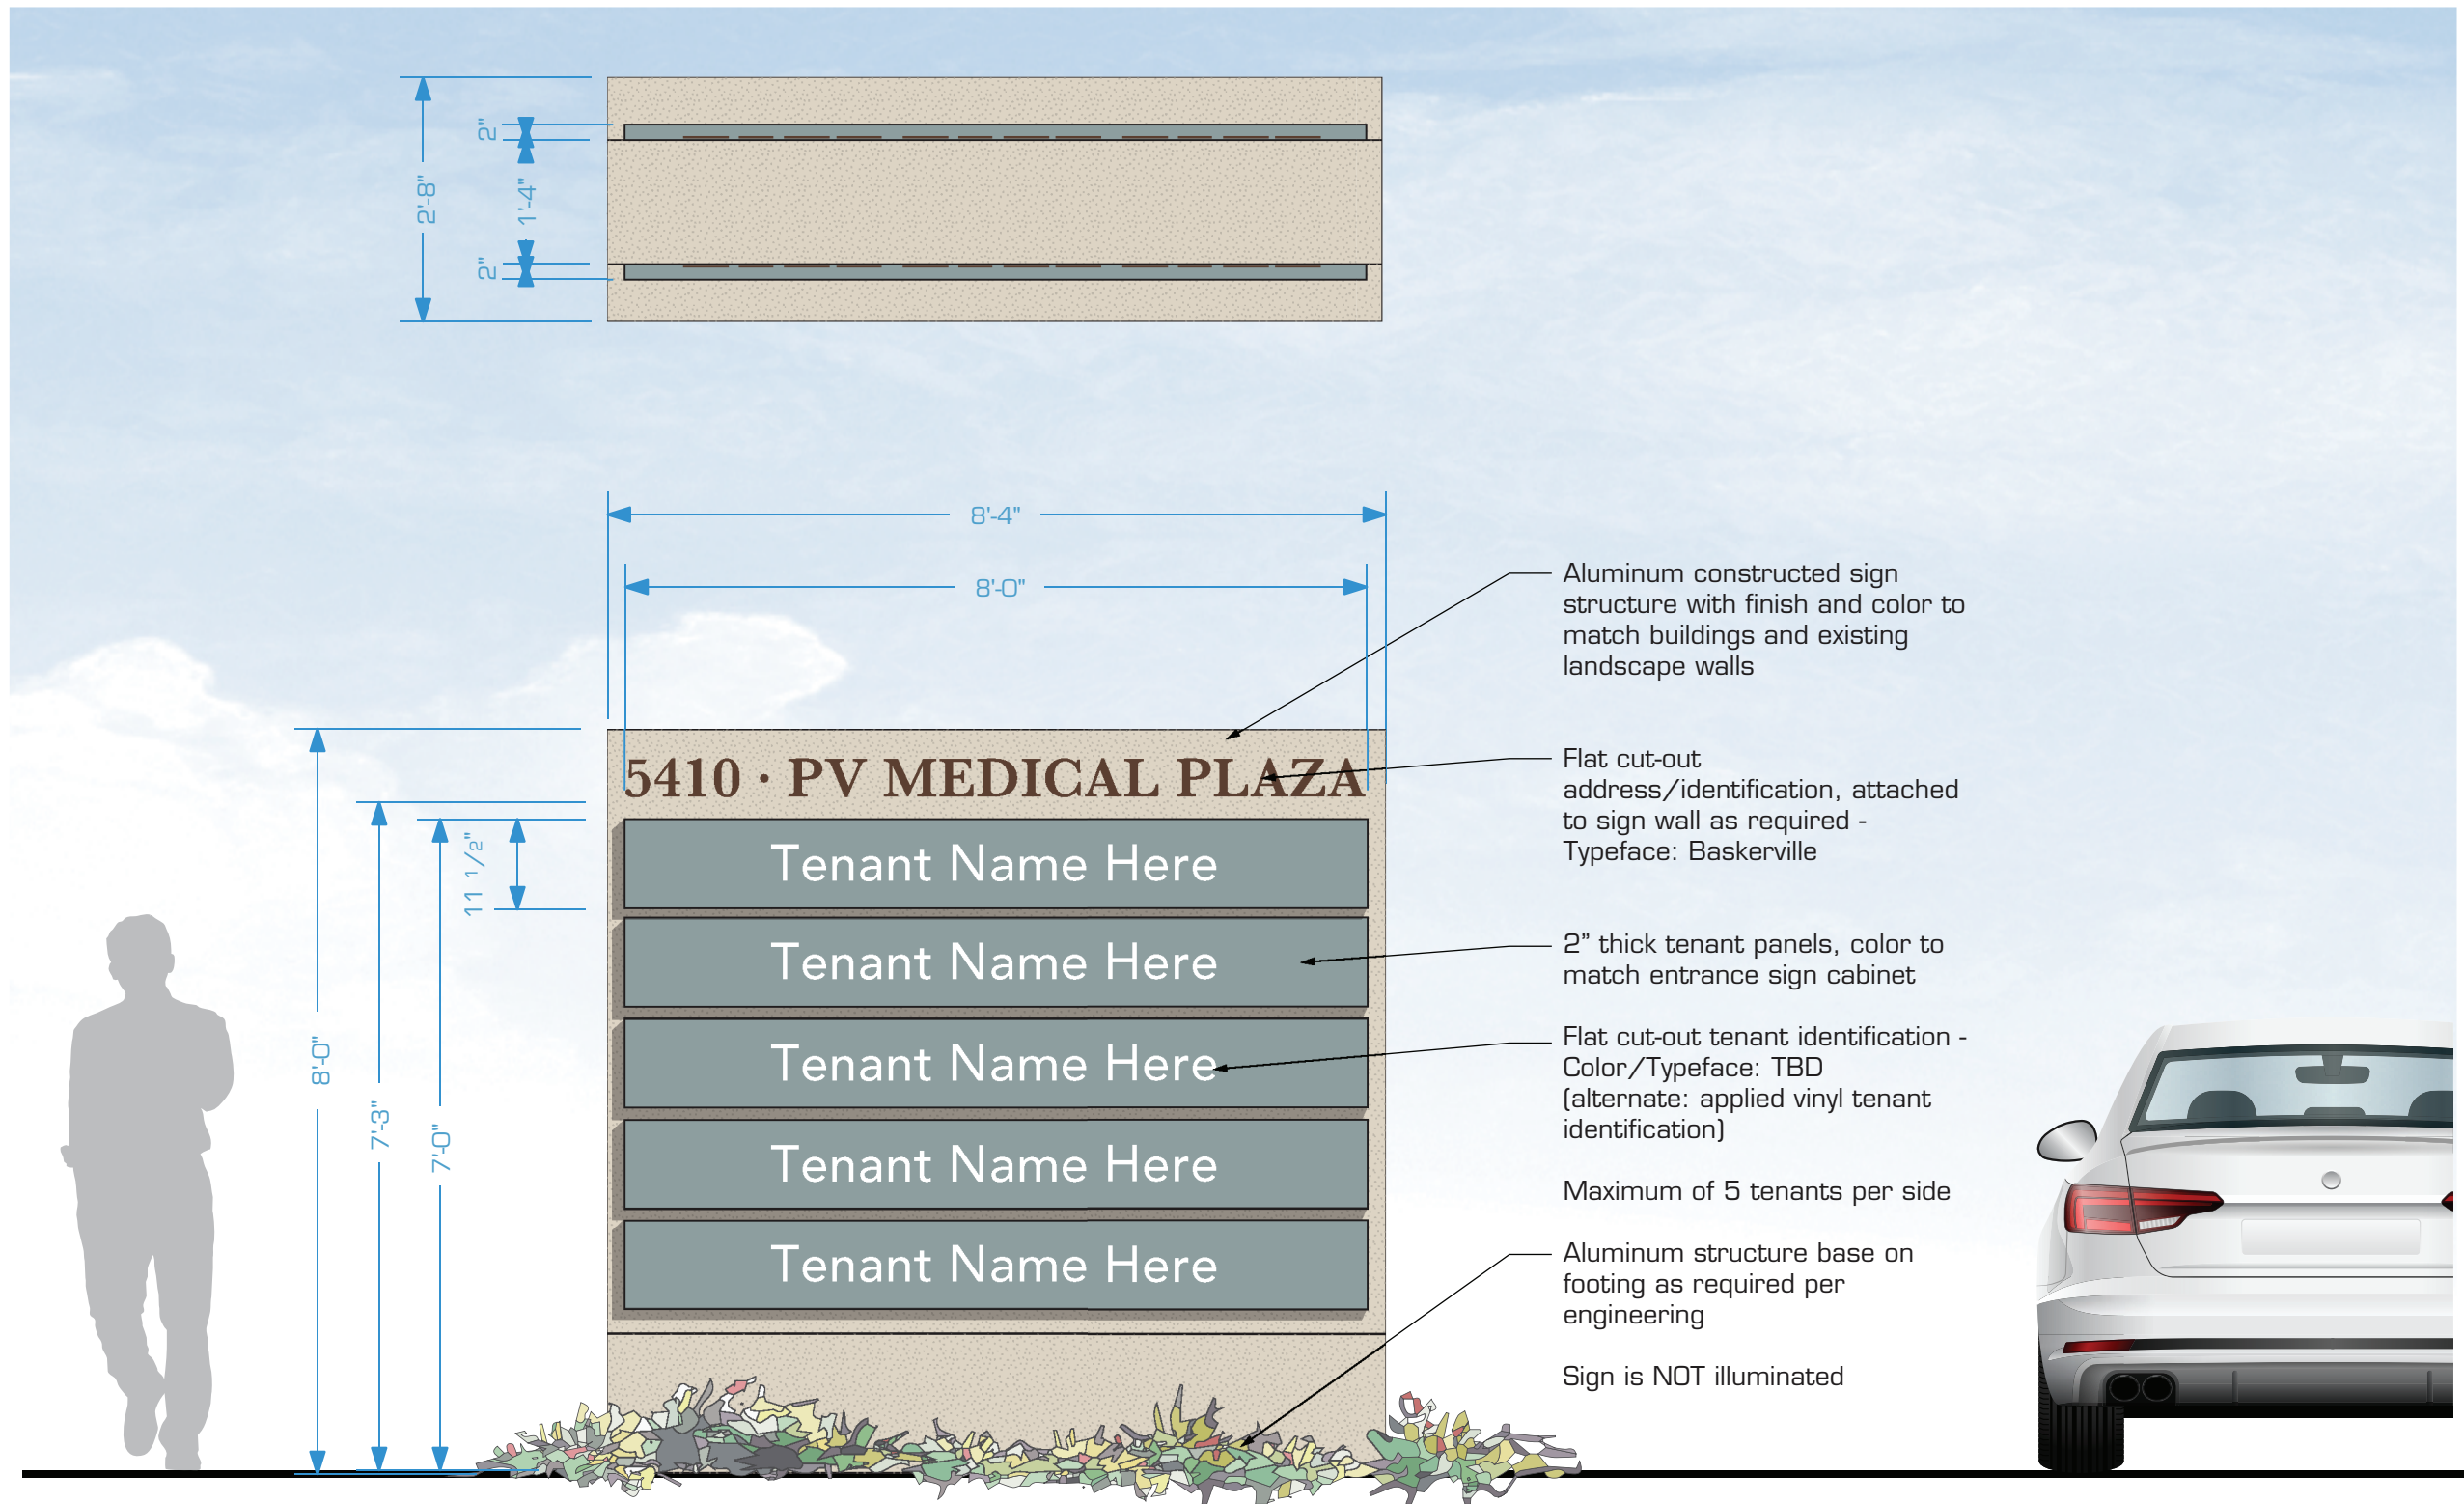 2'-8"
2"
1'-4"
2"
8'-4"
8'-0"
Aluminum constructed sign
structure with finish and color to
match buildings and existing
landscape walls
5410 · PV MEDICAL PLAZA
Flat cut-out
address/identification, attached
to sign wall as required -
Typeface: Baskerville
8'-0"
7'-3"
7'-0"
11 1/2"
Tenant Name Here
Tenant Name Here
Tenant Name Here
Tenant Name Here
Tenant Name Here
2” thick tenant panels, color to
match entrance sign cabinet
Flat cut-out tenant identification -
Color/Typeface: TBD
(alternate: applied vinyl tenant
identification)
Maximum of 5 tenants per side
Aluminum structure base on
footing as required per
engineering
Sign is NOT illuminated